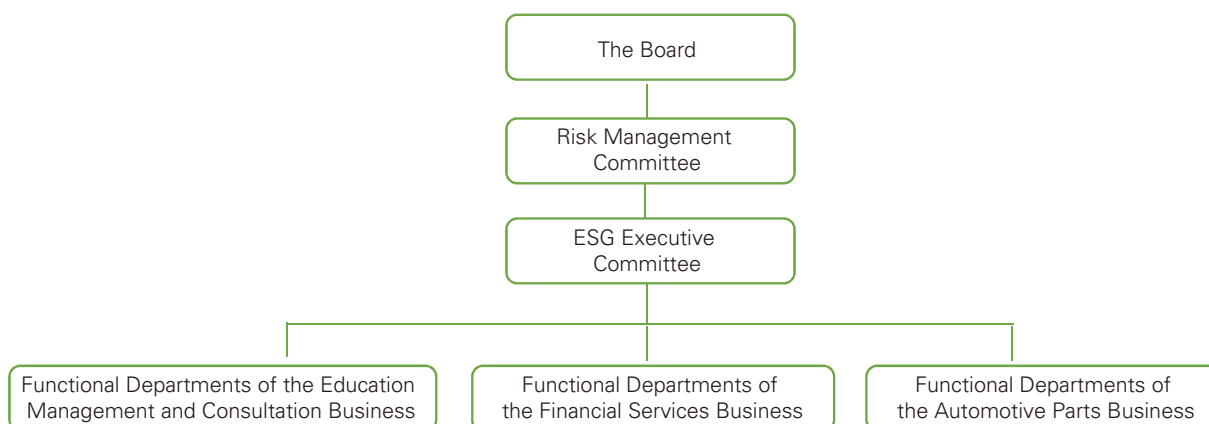 The Board
Risk Management
Committee
ESG Executive
Committee
Functional Departments of the Education
Management and Consultation Business
Functional Departments of
the Financial Services Business
Functional Departments of
the Automotive Parts Business